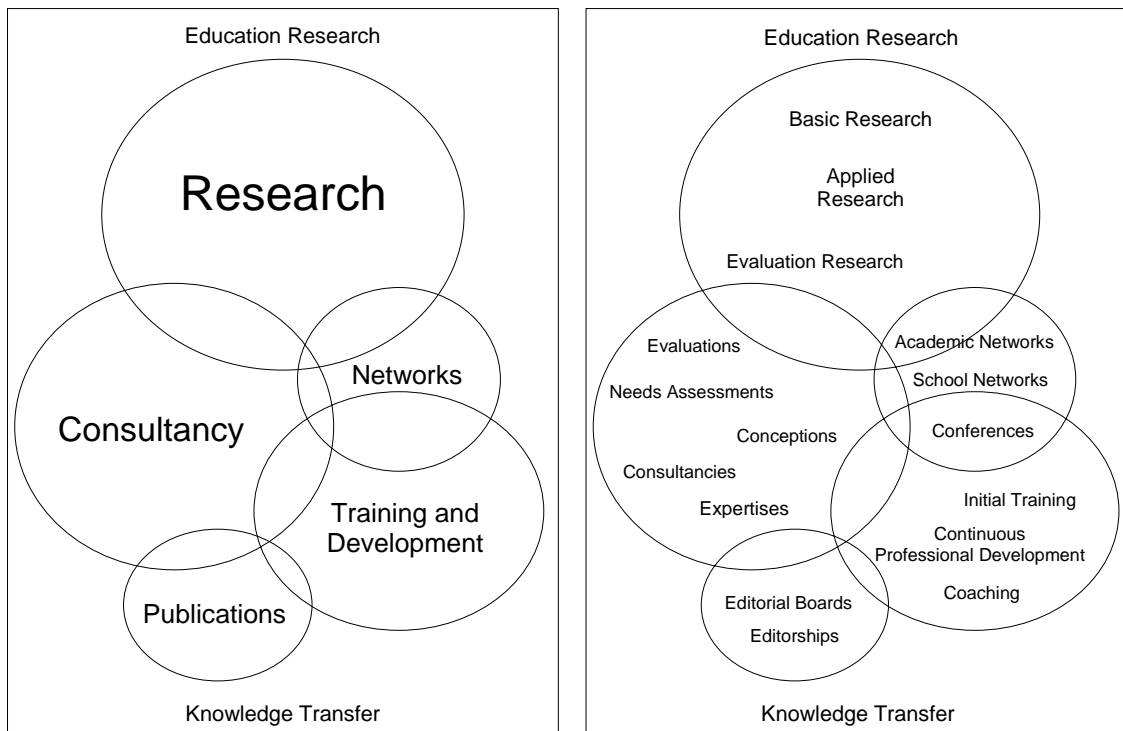 Education Research
Research
Networks
Consultancy
Training and
Development
Publications
Knowledge Transfer
Education Research
Basic Research
Applied
Research
Evaluation Research
Academic Networks
Evaluations
School Networks
Needs Assessments
Conferences
Conceptions
Consultancies
Initial Training
Expertises
Continuous
Professional Development
Coaching
Editorial Boards
Editorships
Knowledge Transfer